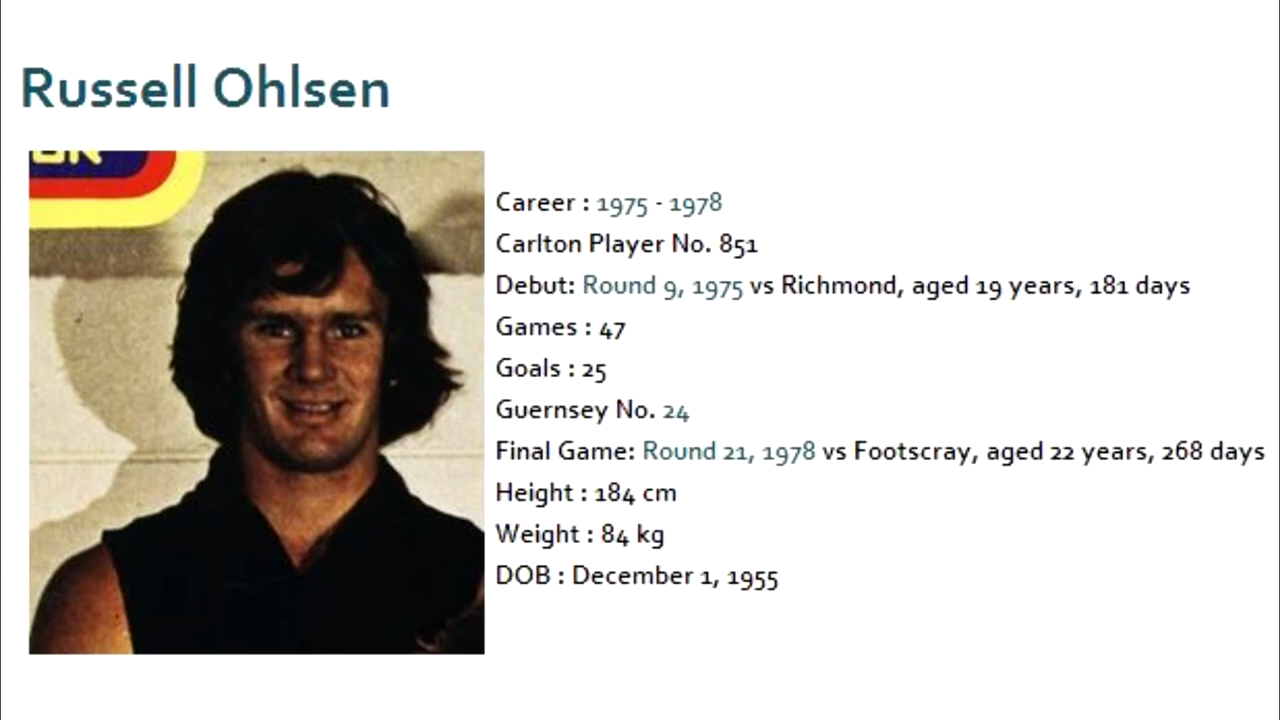 Russell Ohlsen
Career : 1975 - 1978
Carlton Player No. 851
Debut: Round 9, 1975 vs Richmond, aged 19 years, 181 days
Games : 47
Goals : 25
Guernsey No. 24
Final Game: Round 21, 1978 vs Footscray, aged 22 years, 268 days
Height : 184 cm
Weight : 84 kg
DOB : December 1, 1955